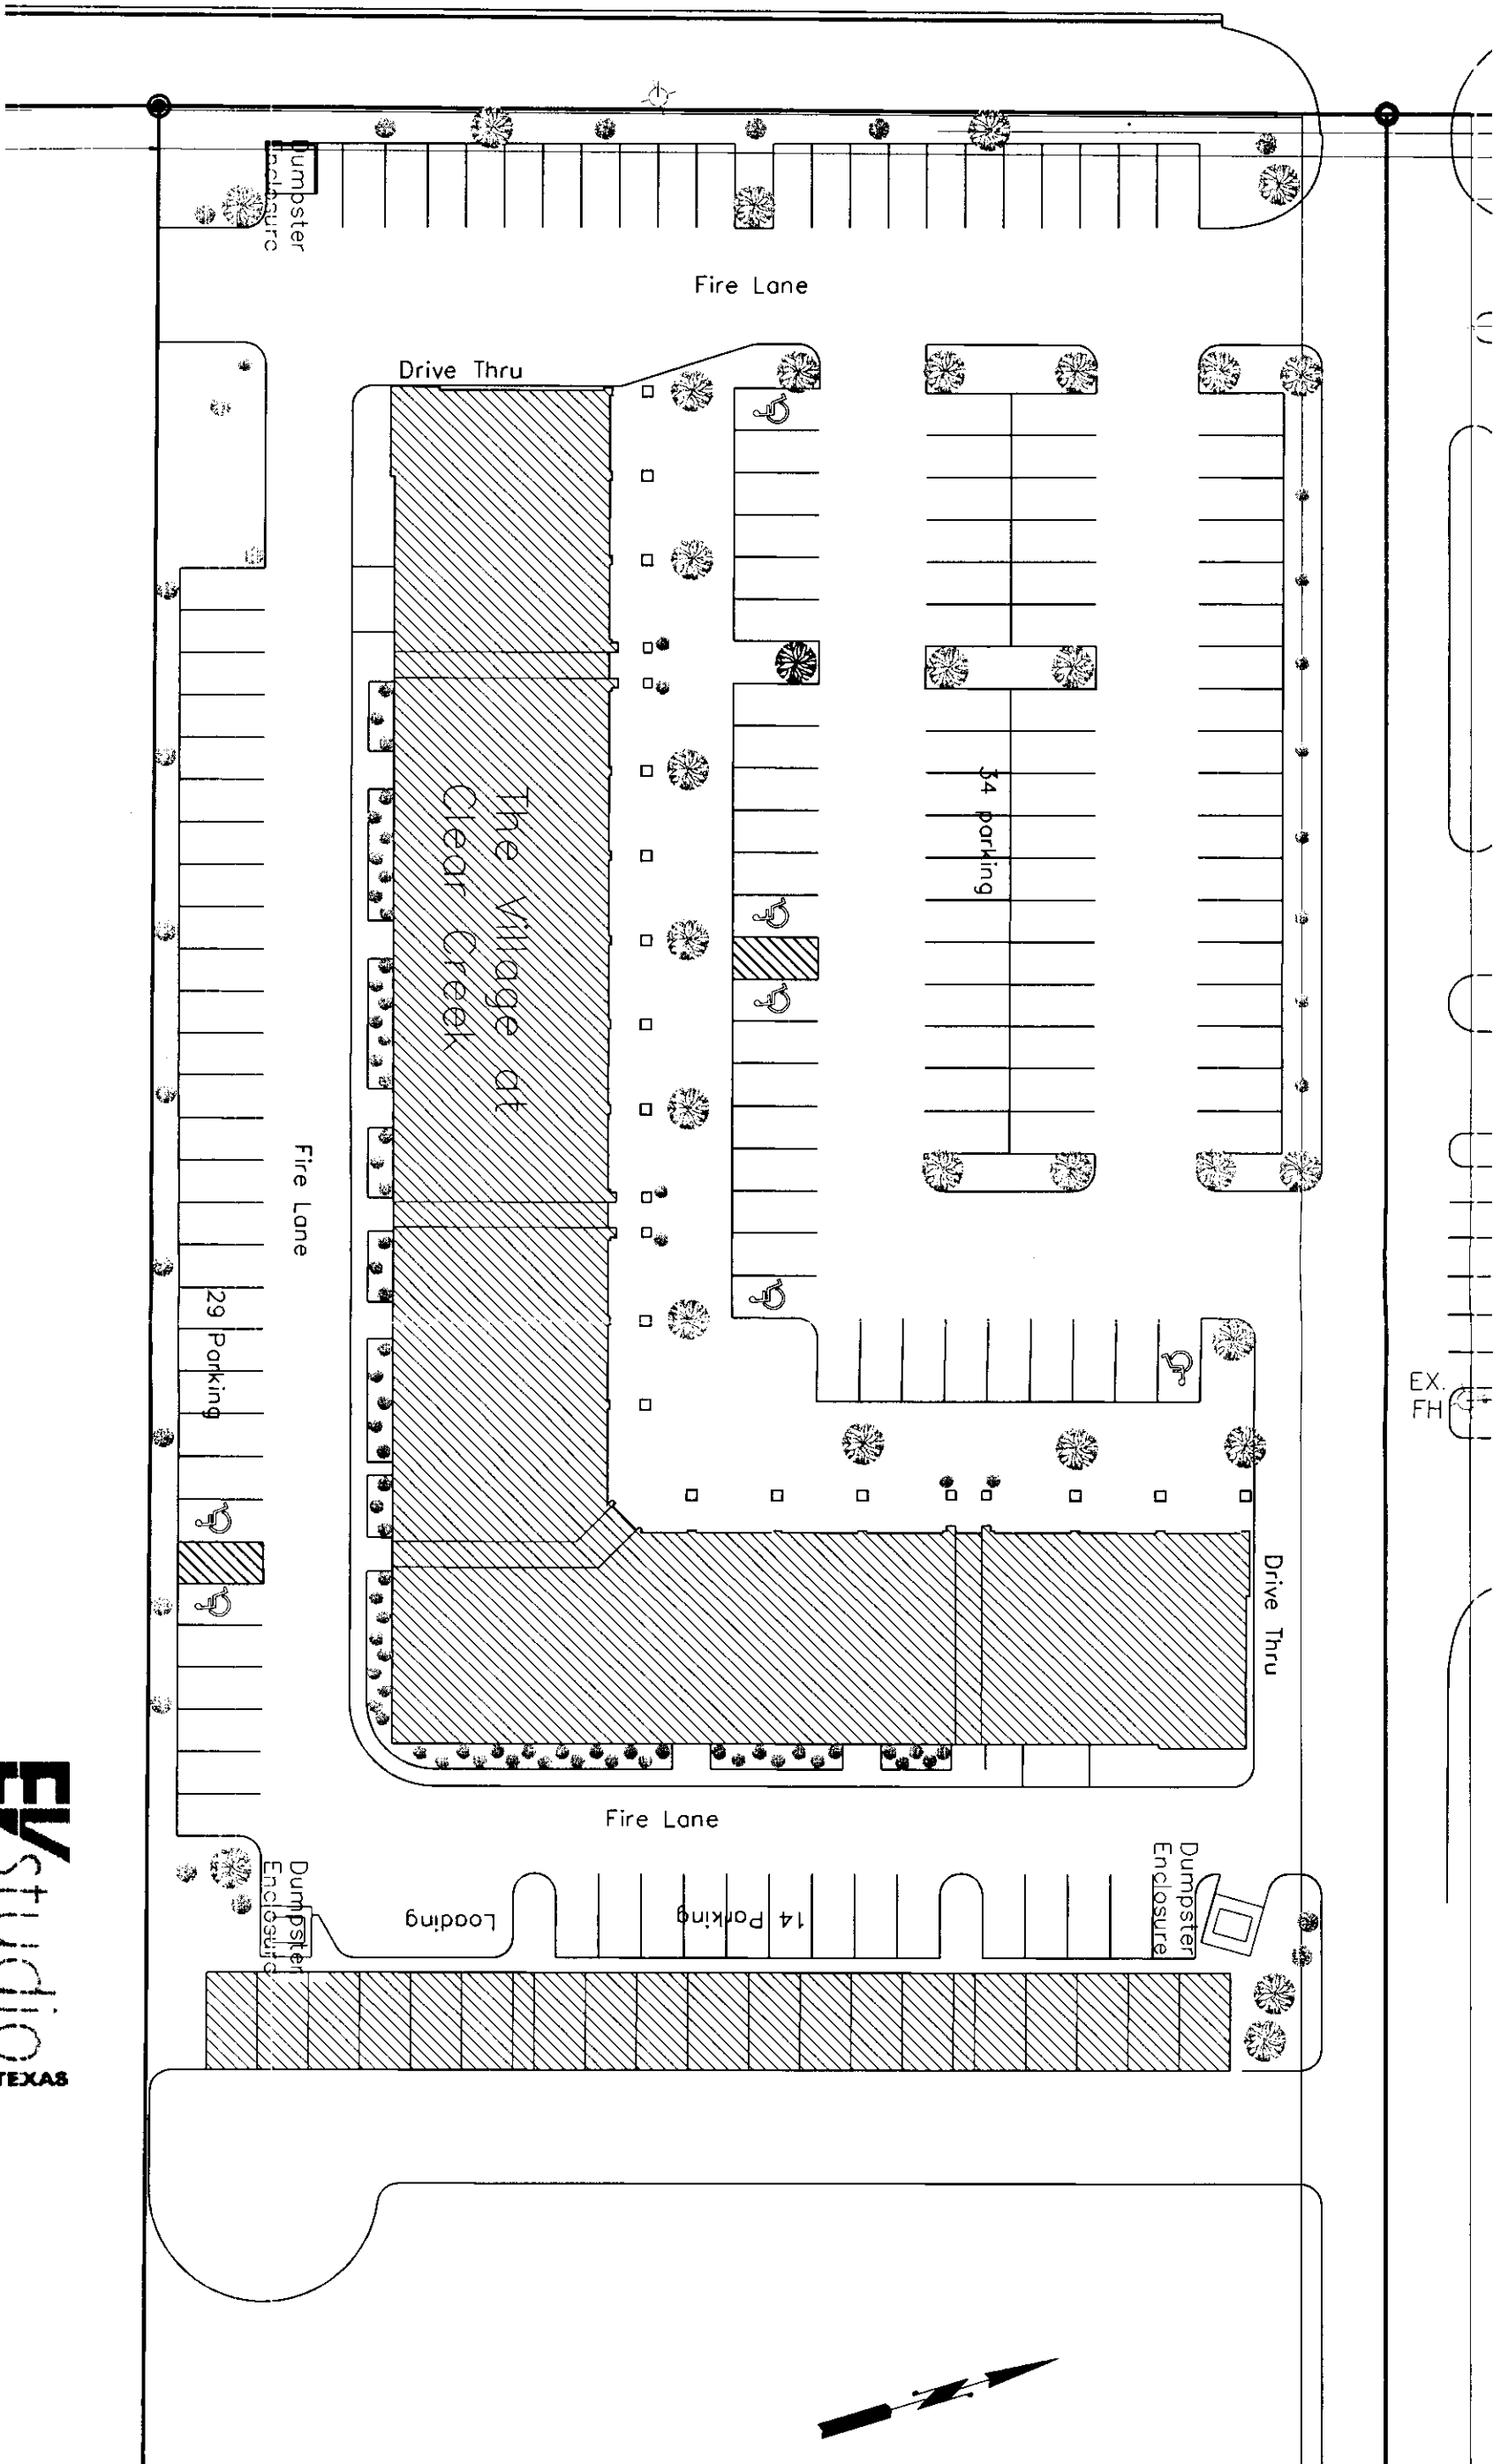 Dumpster
Enclosure
Fire Lane
Drive Thru
34 parking
The Village at
Clear Creek
Fire Lane
29 Parking
EX.
FH
Drive Thru
Fire Lane
Dumpster
Enclosure
Loading
14 Parking
Dumpster
Enclosure
EV
studio
TEXAS